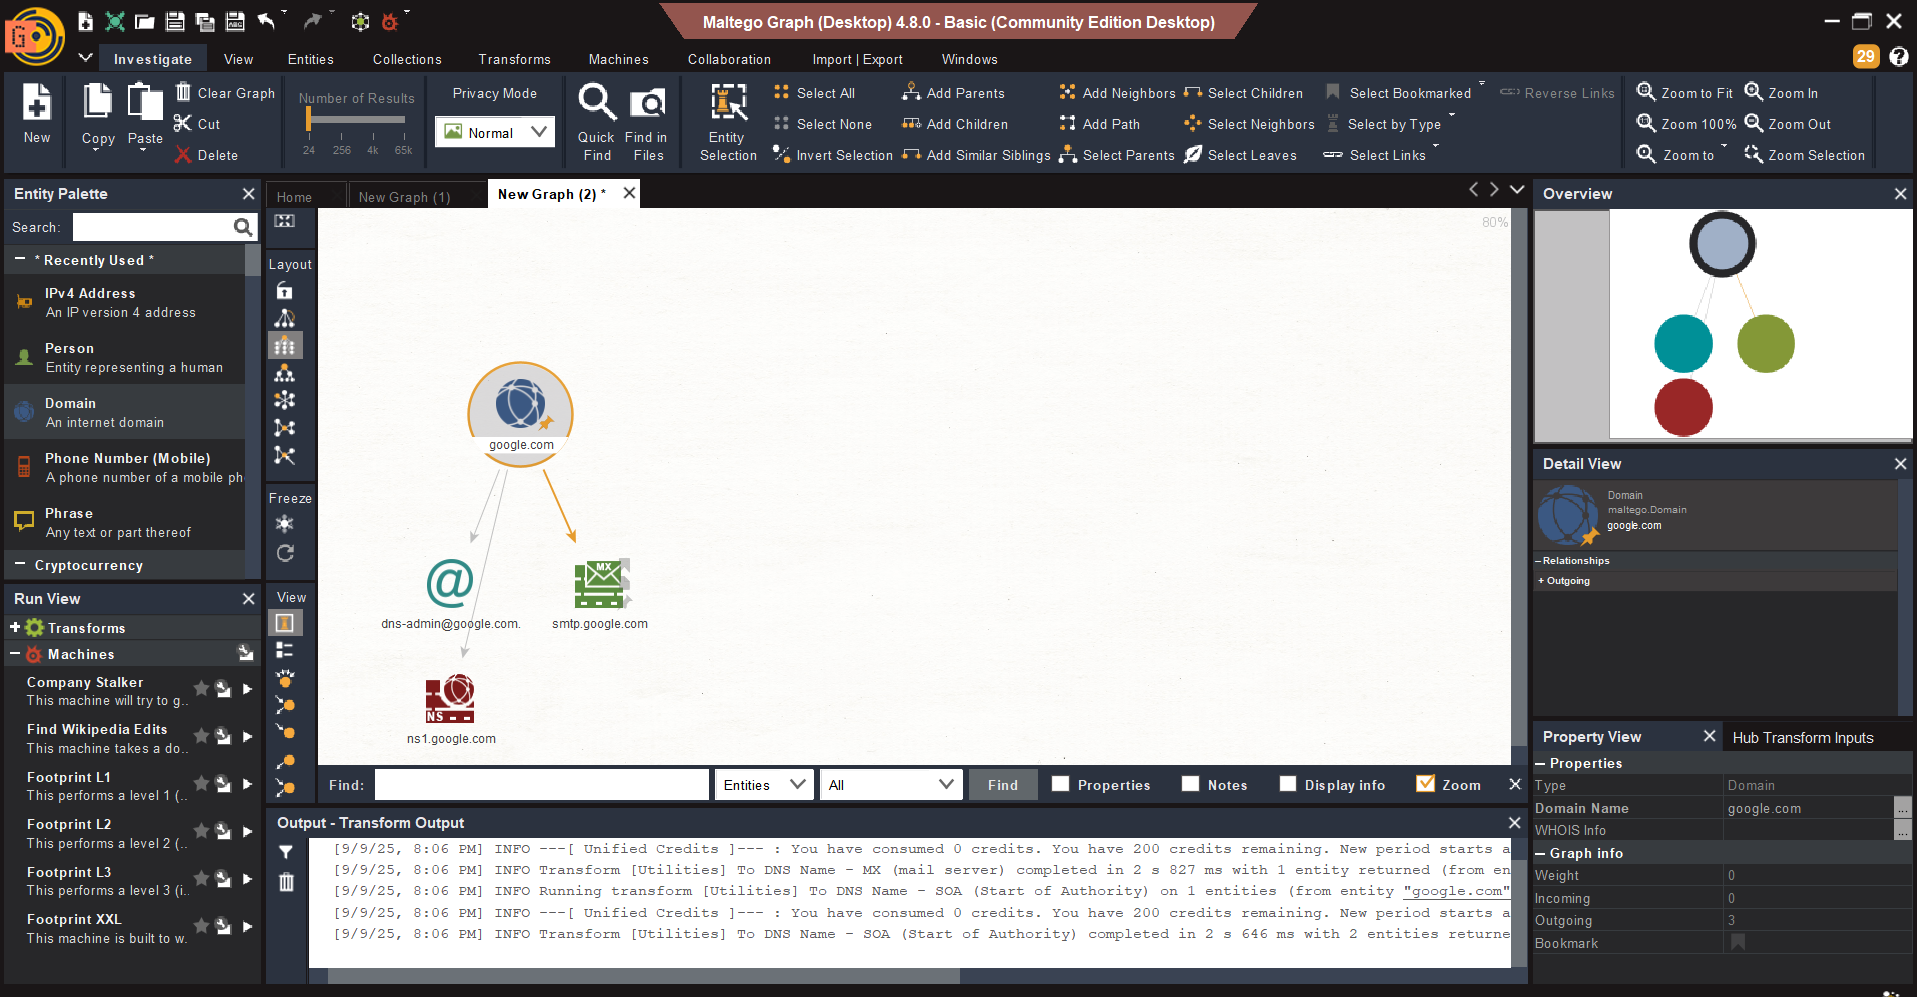 Maltego Graph (Desktop) 4.8.0 - Basic (Community Edition Desktop)
Investigate View Entities Collections Transforms Machines Collaboration Import | Export Windows 29
New
Copy
Paste
Clear Graph
Cut
Delete
Number of Results
24 256 4k 65k
Privacy Mode
Normal
Quick Find
Find in Files
Entity Selection
Select All
Select None
Invert Selection
Add Parents
Add Children
Add Similar Siblings
Add Neighbors
Add Path
Select Parents
Select Children
Select Neighbors
Select Leaves
Select Bookmarked
Select by Type
Select Links
Reverse Links
Zoom to Fit
Zoom 100%
Zoom to
Zoom In
Zoom Out
Zoom Selection
Entity Palette
Search:
* Recently Used *
IPv4 Address
An IP version 4 address
Person
Entity representing a human
Domain
An internet domain
Phone Number (Mobile)
A phone number of a mobile ph
Phrase
Any text or part thereof
Cryptocurrency
Run View
Transforms
Machines
Company Stalker
This machine will try to g..
Find Wikipedia Edits
This machine takes a do..
Footprint L1
This performs a level 1 (..
Footprint L2
This performs a level 2 (..
Footprint L3
This performs a level 3 (i..
Footprint XXL
This machine is built to w.
Home New Graph (1) New Graph (2) *
Layout
Freeze
View
80%
google.com
dns-admin@google.com.
MX
smtp.google.com
NS
ns1.google.com
Find: Entities All Find Properties Notes Display info Zoom
Output - Transform Output
[9/9/25, 8:06 PM] INFO ---[ Unified Credits ]--- : You have consumed 0 credits. You have 200 credits remaining. New period starts a
[9/9/25, 8:06 PM] INFO Transform [Utilities] To DNS Name - MX (mail server) completed in 2 s 827 ms with 1 entity returned (from en
[9/9/25, 8:06 PM] INFO Running transform [Utilities] To DNS Name - SOA (Start of Authority) on 1 entities (from entity "google.com"
[9/9/25, 8:06 PM] INFO ---[ Unified Credits ]--- : You have consumed 0 credits. You have 200 credits remaining. New period starts a
[9/9/25, 8:06 PM] INFO Transform [Utilities] To DNS Name - SOA (Start of Authority) completed in 2 s 646 ms with 2 entities returne
Overview
Detail View
Domain
maltego.Domain
google.com
Relationships
+ Outgoing
Property View Hub Transform Inputs
Properties
Type Domain
Domain Name google.com ...
WHOIS Info ...
Graph info
Weight 0
Incoming 0
Outgoing 3
Bookmark